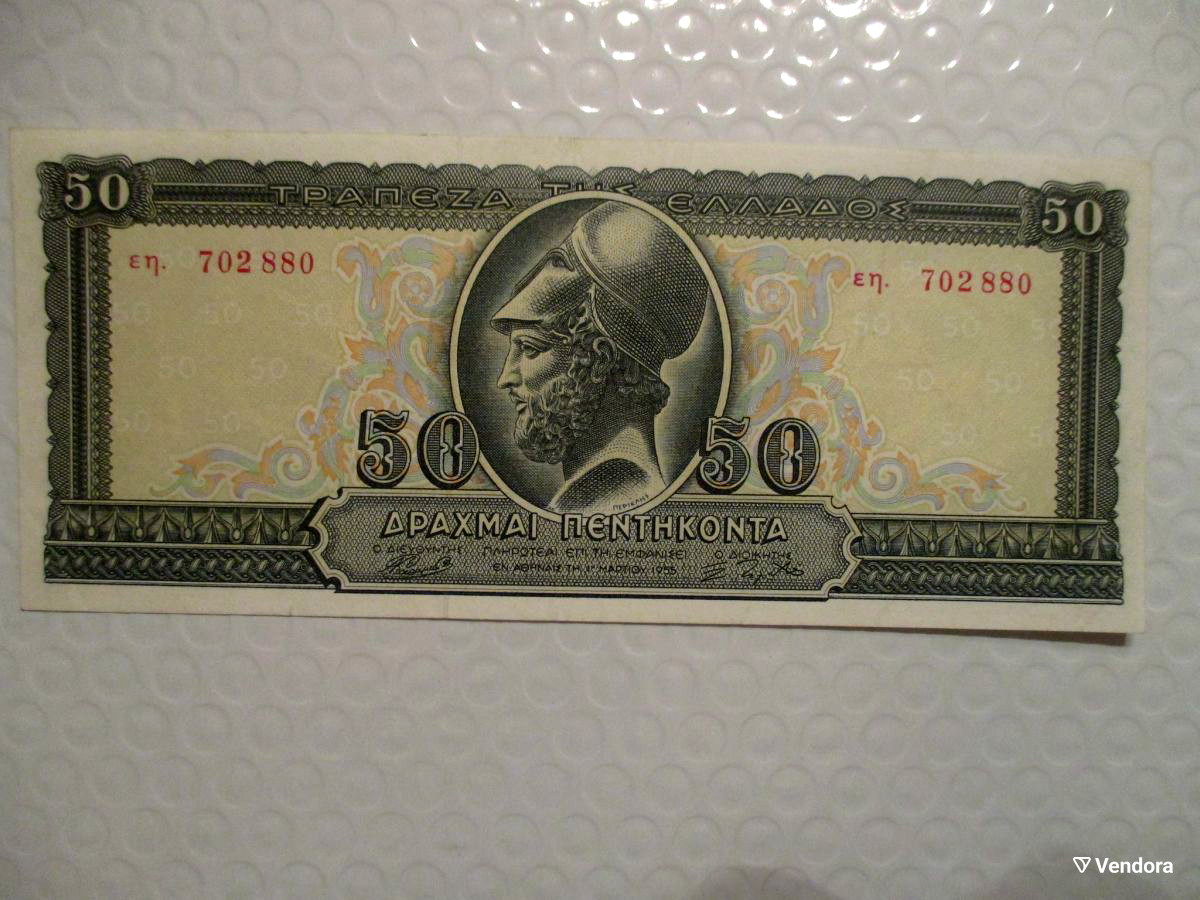 50 ΤΡΑΠΕΖΑ ΤΗΣ ΕΛΛΑΔΟΣ 50
εη. 702880
εη. 702880
50 50
ΠΕΡΙΚΛΗΣ
ΔΡΑΧΜΑΙ ΠΕΝΤΗΚΟΝΤΑ
Ο ΔΙΕΥΘΥΝΤΗΣ ΠΛΗΡΩΤΕΑΙ ΕΠΙ ΤΗ ΕΜΦΑΝΙΣΕΙ Ο ΔΙΟΙΚΗΤΗΣ
ΕΝ ΑΘΗΝΑΙΣ ΤΗ 1η ΜΑΡΤΙΟΥ 1955
Vendora